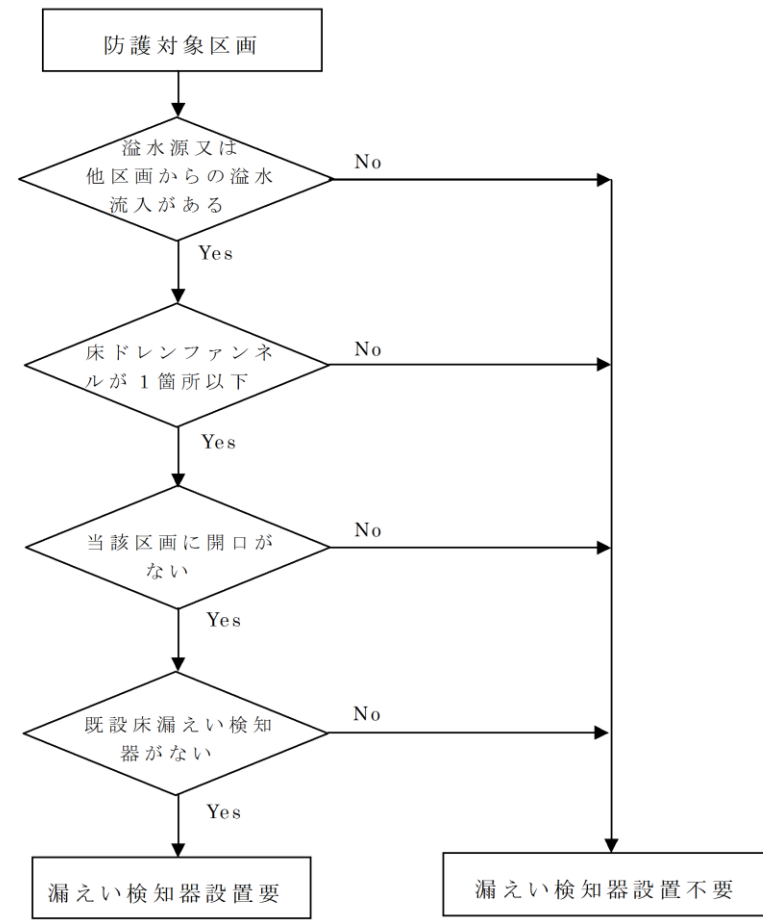 防護対象区画
溢水源又は
他区画からの溢水
流入がある
No
Yes
床ドレンファンネ
ルが1箇所以下
No
Yes
当該区画に開口が
ない
No
Yes
既設床漏えい検知
器がない
No
Yes
漏えい検知器設置要
漏えい検知器設置不要